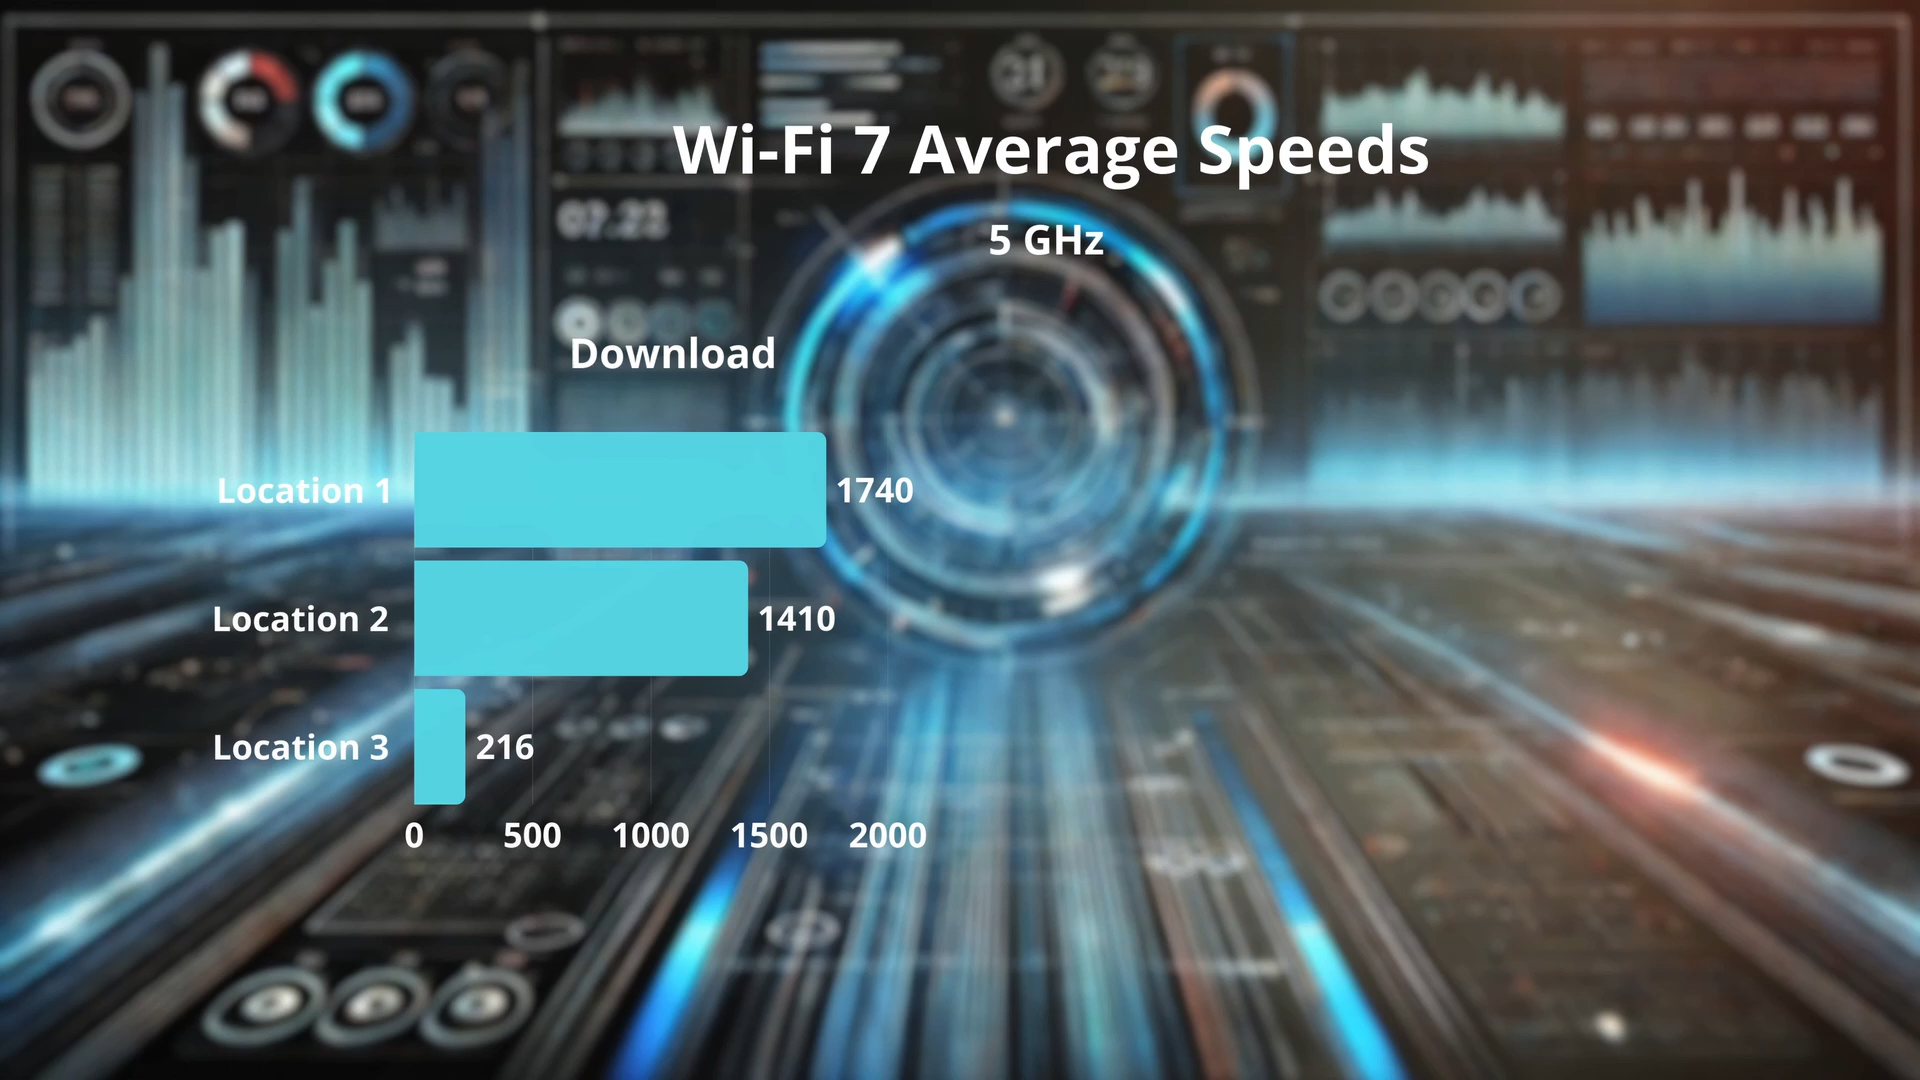 Wi-Fi 7 Average Speeds
5 GHz
Download
Location 1 1740
Location 2 1410
Location 3 216
0 500 1000 1500 2000